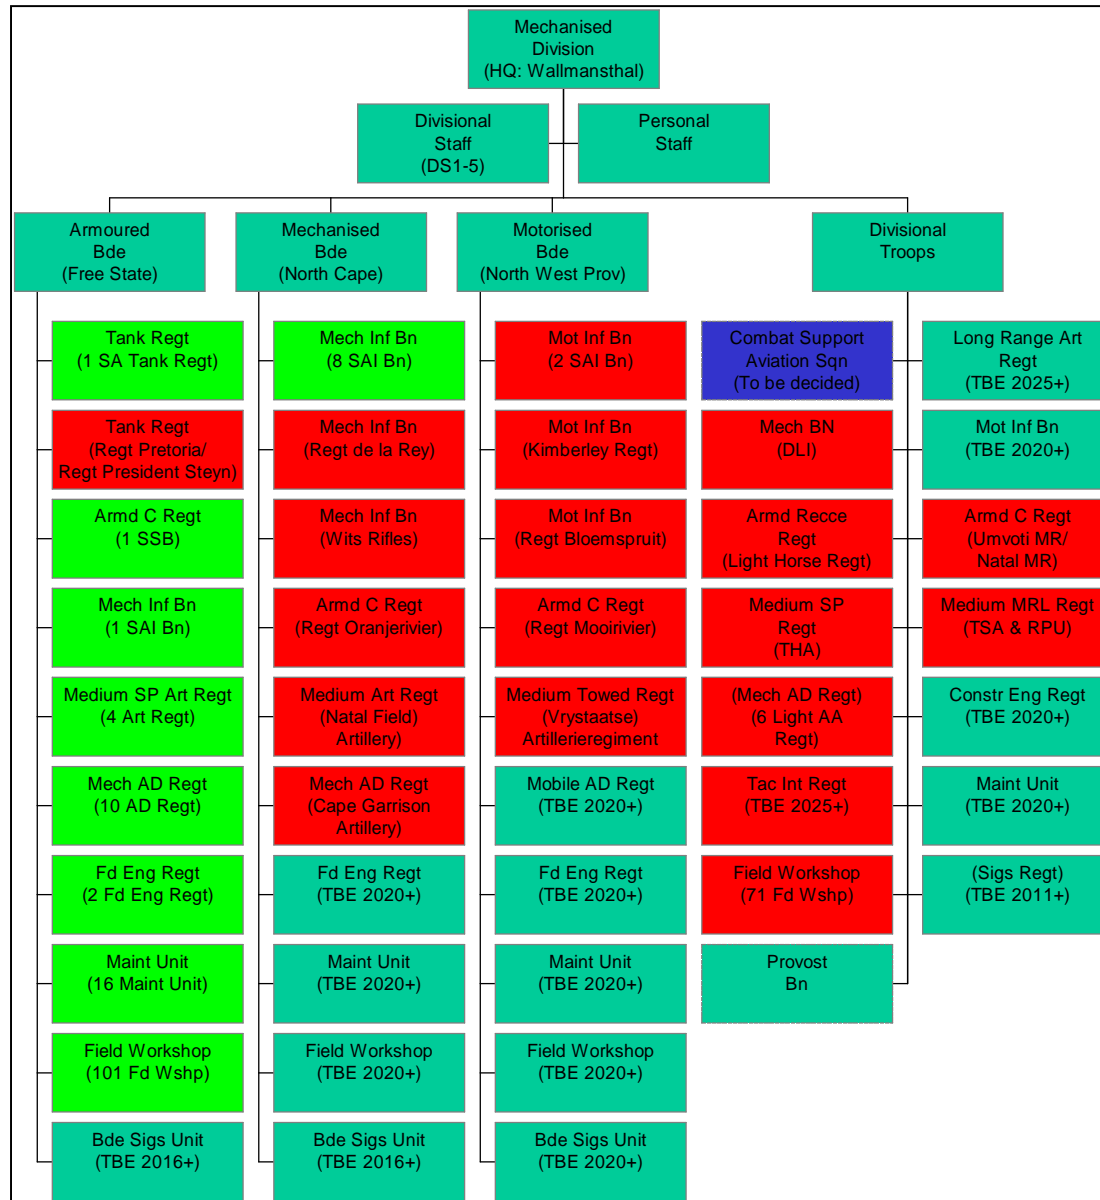 Mechanised
Division
(HQ: Wallmansthal)
Divisional
Staff
(DS1-5)
Personal
Staff
Armoured
Bde
(Free State)
Mechanised
Bde
(North Cape)
Motorised
Bde
(North West Prov)
Divisional
Troops
Tank Regt
(1 SA Tank Regt)
Tank Regt
(Regt Pretoria/
Regt President Steyn)
Armd C Regt
(1 SSB)
Mech Inf Bn
(1 SAI Bn)
Medium SP Art Regt
(4 Art Regt)
Mech AD Regt
(10 AD Regt)
Fd Eng Regt
(2 Fd Eng Regt)
Maint Unit
(16 Maint Unit)
Field Workshop
(101 Fd Wshp)
Bde Sigs Unit
(TBE 2016+)
Mech Inf Bn
(8 SAI Bn)
Mech Inf Bn
(Regt de la Rey)
Mech Inf Bn
(Wits Rifles)
Armd C Regt
(Regt Oranjerivier)
Medium Art Regt
(Natal Field)
Artillery)
Mech AD Regt
(Cape Garrison
Artillery)
Fd Eng Regt
(TBE 2020+)
Maint Unit
(TBE 2020+)
Field Workshop
(TBE 2020+)
Bde Sigs Unit
(TBE 2016+)
Mot Inf Bn
(2 SAI Bn)
Mot Inf Bn
(Kimberley Regt)
Mot Inf Bn
(Regt Bloemspruit)
Armd C Regt
(Regt Mooirivier)
Medium Towed Regt
(Vrystaatse)
Artillerieregiment
Mobile AD Regt
(TBE 2020+)
Fd Eng Regt
(TBE 2020+)
Maint Unit
(TBE 2020+)
Field Workshop
(TBE 2020+)
Bde Sigs Unit
(TBE 2020+)
Combat Support
Aviation Sqn
(To be decided)
Mech BN
(DLI)
Armd Recce
Regt
(Light Horse Regt)
Medium SP
Regt
(THA)
(Mech AD Regt)
(6 Light AA
Regt)
Tac Int Regt
(TBE 2025+)
Field Workshop
(71 Fd Wshp)
Provost
Bn
Long Range Art
Regt
(TBE 2025+)
Mot Inf Bn
(TBE 2020+)
Armd C Regt
(Umvoti MR/
Natal MR)
Medium MRL Regt
(TSA & RPU)
Constr Eng Regt
(TBE 2020+)
Maint Unit
(TBE 2020+)
(Sigs Regt)
(TBE 2011+)